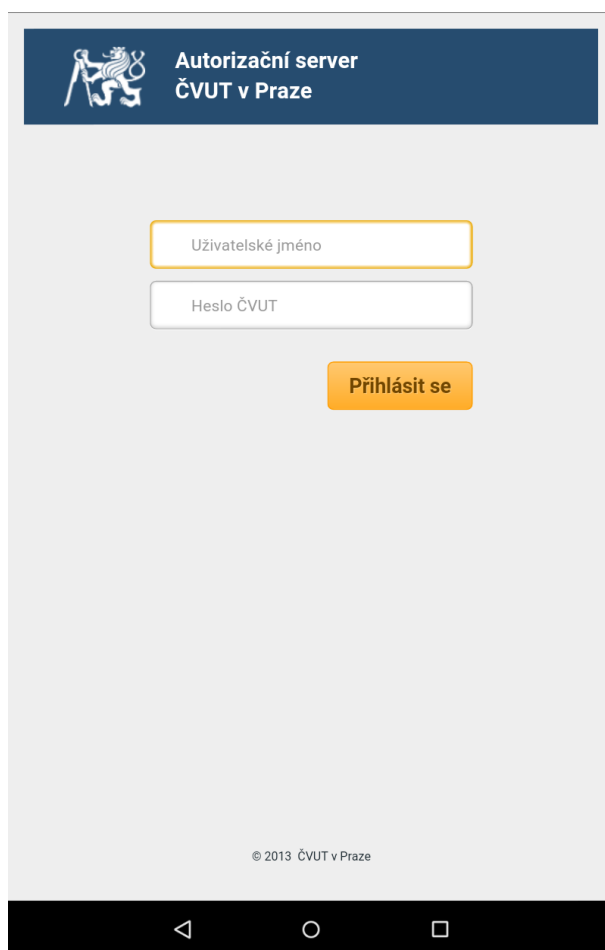 Autorizační server
ČVUT v Praze
Uživatelské jméno
Heslo ČVUT
Přihlásit se
© 2013 ČVUT v Praze